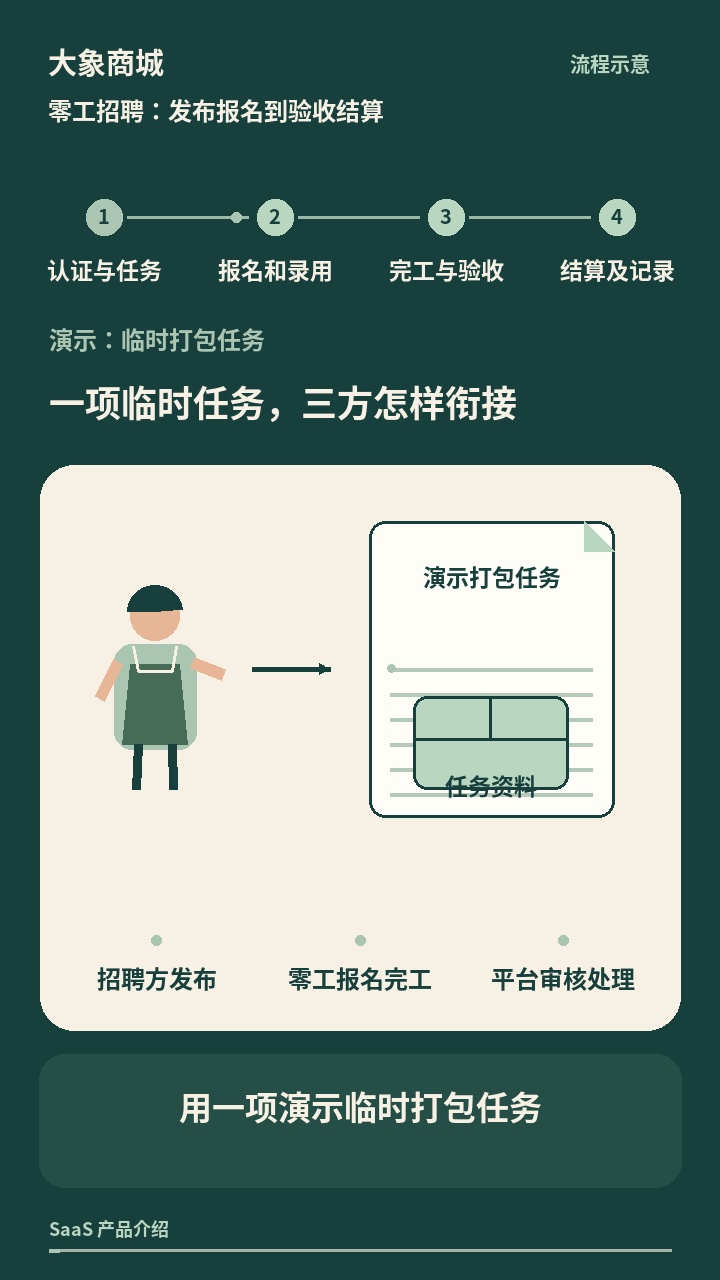 大象商城
流程示意
零工招聘：发布报名到验收结算
1 2 3 4
认证与任务 报名和录用 完工与验收 结算及记录
演示：临时打包任务
一项临时任务，三方怎样衔接
演示打包任务
任务资料
招聘方发布 零工报名完工 平台审核处理
用一项演示临时打包任务
SaaS 产品介绍